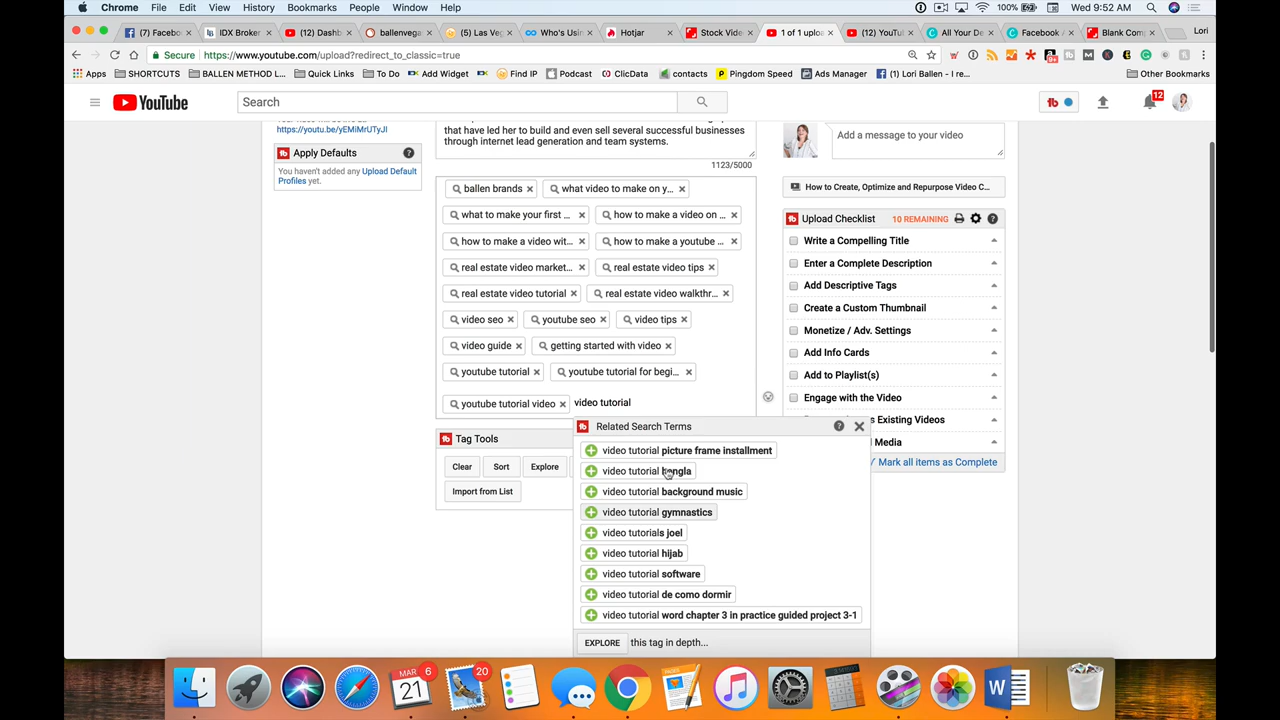 Chrome File Edit View History Bookmarks People Window Help 100% Wed 9:52 AM
(7) Facebo IDX Broker (120) Dashb ballenvega (5) Las Veg Who's Usin Hotjar Stock Vide 1 of 1 uploa (12) YouTu All Your De Facebook A Blank Comp Lori
Secure https://www.youtube.com/upload?redirect_to_classic=true
Apps SHORTCUTS BALLEN METHOD L... Quick Links To Do Add Widget Find IP Podcast ClicData contacts Pingdom Speed Ads Manager (1) Lori Ballen - I re... Other Bookmarks
YouTube Search tb 12
https://youtu.be/yEMiMrUTyJI
that have led her to build and even sell several successful businesses
through internet lead generation and team systems.
1123/5000
Add a message to your video
tb Apply Defaults ?
You haven't added any Upload Default
Profiles yet.
ballen brands × what video to make on y... ×
what to make your first ... × how to make a video on ... ×
how to make a video wit... × how to make a youtube ... ×
real estate video market... × real estate video tips ×
real estate video tutorial × real estate video walkthr... ×
video seo × youtube seo × video tips ×
video guide × getting started with video ×
youtube tutorial × youtube tutorial for begi... ×
youtube tutorial video × video tutorial
How to Create, Optimize and Repurpose Video C...
tb Upload Checklist 10 REMAINING ?
Write a Compelling Title
Enter a Complete Description
Add Descriptive Tags
Create a Custom Thumbnail
Monetize / Adv. Settings
Add Info Cards
Add to Playlist(s)
Engage with the Video
Existing Videos
Media
✓ Mark all items as Complete
tb Tag Tools
Clear Sort Explore
Import from List
tb Related Search Terms ? ×
video tutorial picture frame installment
video tutorial bangla
video tutorial background music
video tutorial gymnastics
video tutorials joel
video tutorial hijab
video tutorial software
video tutorial de como dormir
video tutorial word chapter 3 in practice guided project 3-1
EXPLORE this tag in depth...
MAR
21
6
20
W